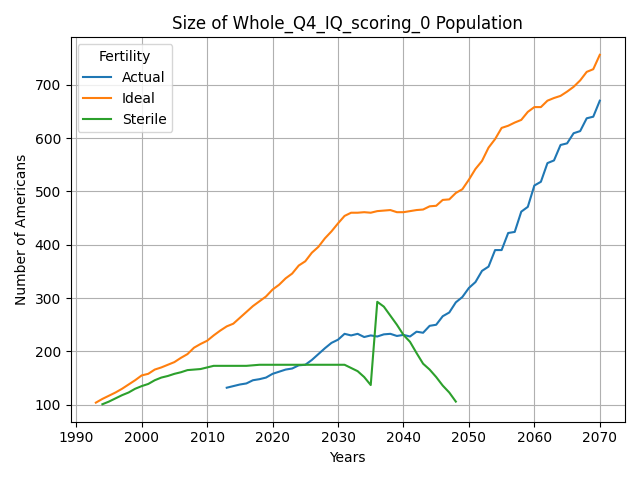 Size of Whole_Q4_IQ_scoring_0 Population
Fertility
Actual
Ideal
Sterile
Number of Americans
700
600
500
400
300
200
100
1990 2000 2010 2020 2030 2040 2050 2060 2070
Years